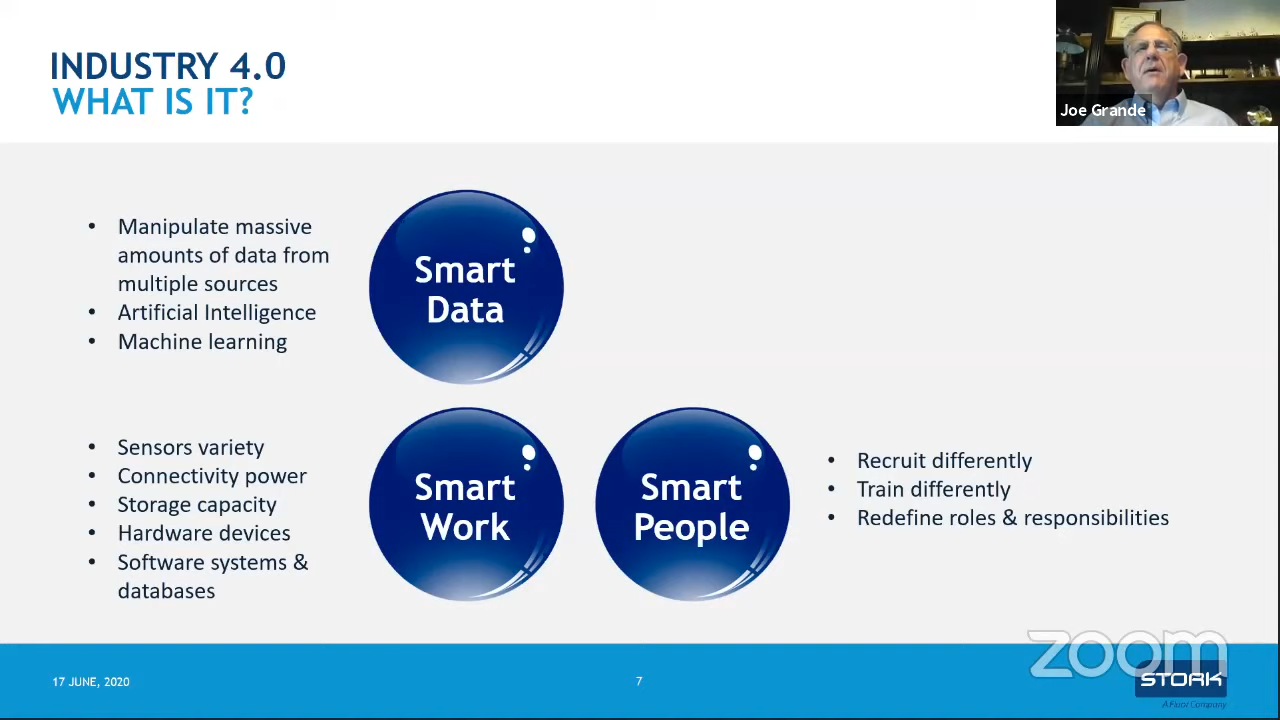 INDUSTRY 4.0
WHAT IS IT?
Joe Grande
• Manipulate massive
amounts of data from
multiple sources
• Artificial Intelligence
• Machine learning
Smart
Data
• Sensors variety
• Connectivity power
• Storage capacity
• Hardware devices
• Software systems &
databases
Smart
Work
Smart
People
• Recruit differently
• Train differently
• Redefine roles & responsibilities
17 JUNE, 2020
7
zoom
STORK
A Fluor Company